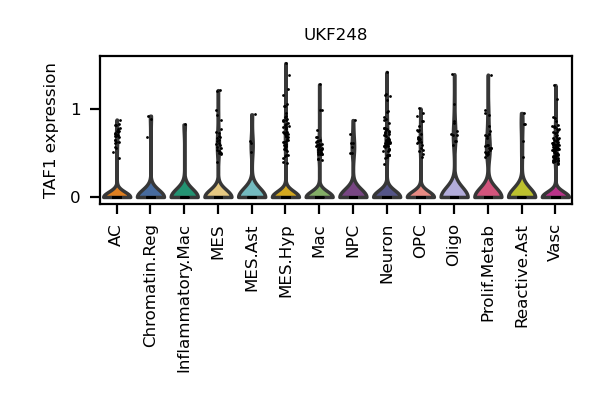 UKF248
TAF1 expression
1
0
AC
Chromatin.Reg
Inflammatory.Mac
MES
MES.Ast
MES.Hyp
Mac
NPC
Neuron
OPC
Oligo
Prolif.Metab
Reactive.Ast
Vasc